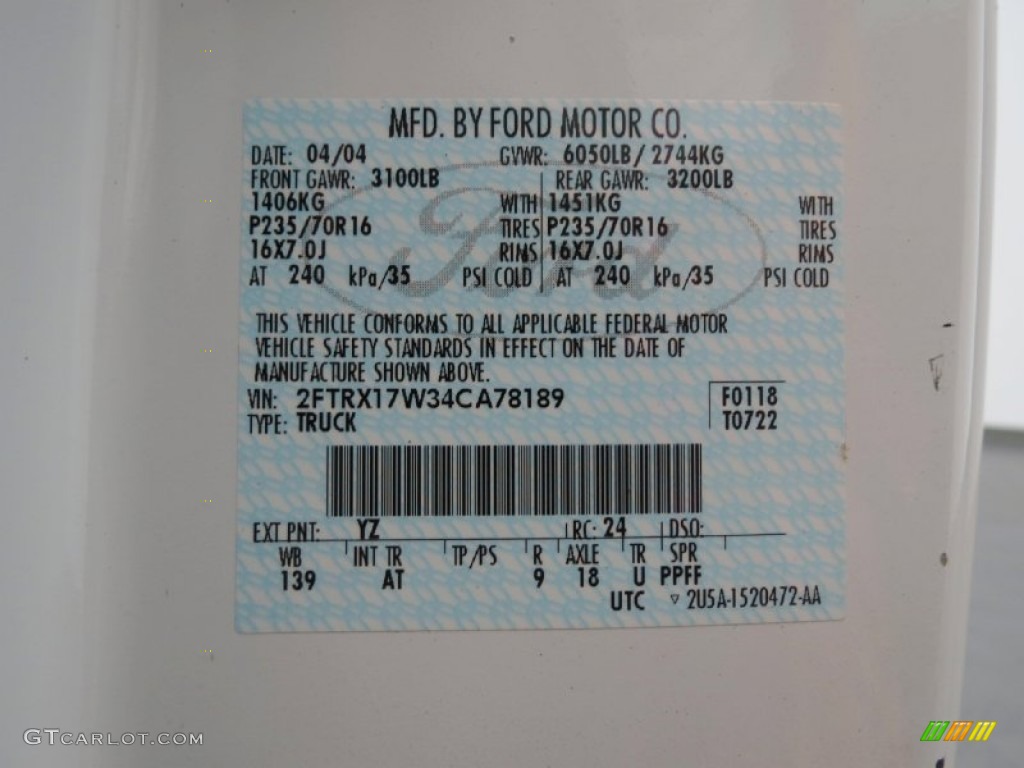 MFD. BY FORD MOTOR CO.
DATE: 04/04 GVWR: 6050LB/ 2744KG
FRONT GAWR: 3100LB REAR GAWR: 3200LB
1406KG WITH 1451KG WITH
P235/70R16 TIRES P235/70R16 TIRES
16X7.0J RIMS 16X7.0J RIMS
AT 240 kPa/35 PSI COLD AT 240 kPa/35 PSI COLD
Ford
THIS VEHICLE CONFORMS TO ALL APPLICABLE FEDERAL MOTOR
VEHICLE SAFETY STANDARDS IN EFFECT ON THE DATE OF
MANUFACTURE SHOWN ABOVE.
VIN: 2FTRX17W34CA78189 F0118
TYPE: TRUCK T0722
EXT PNT: YZ RC: 24 DSO:
WB INT TR TP/PS R AXLE TR SPR
139 AT 9 18 U PPFF
UTC ▿ 2U5A-1520472-AA
GTCARLOT.COM